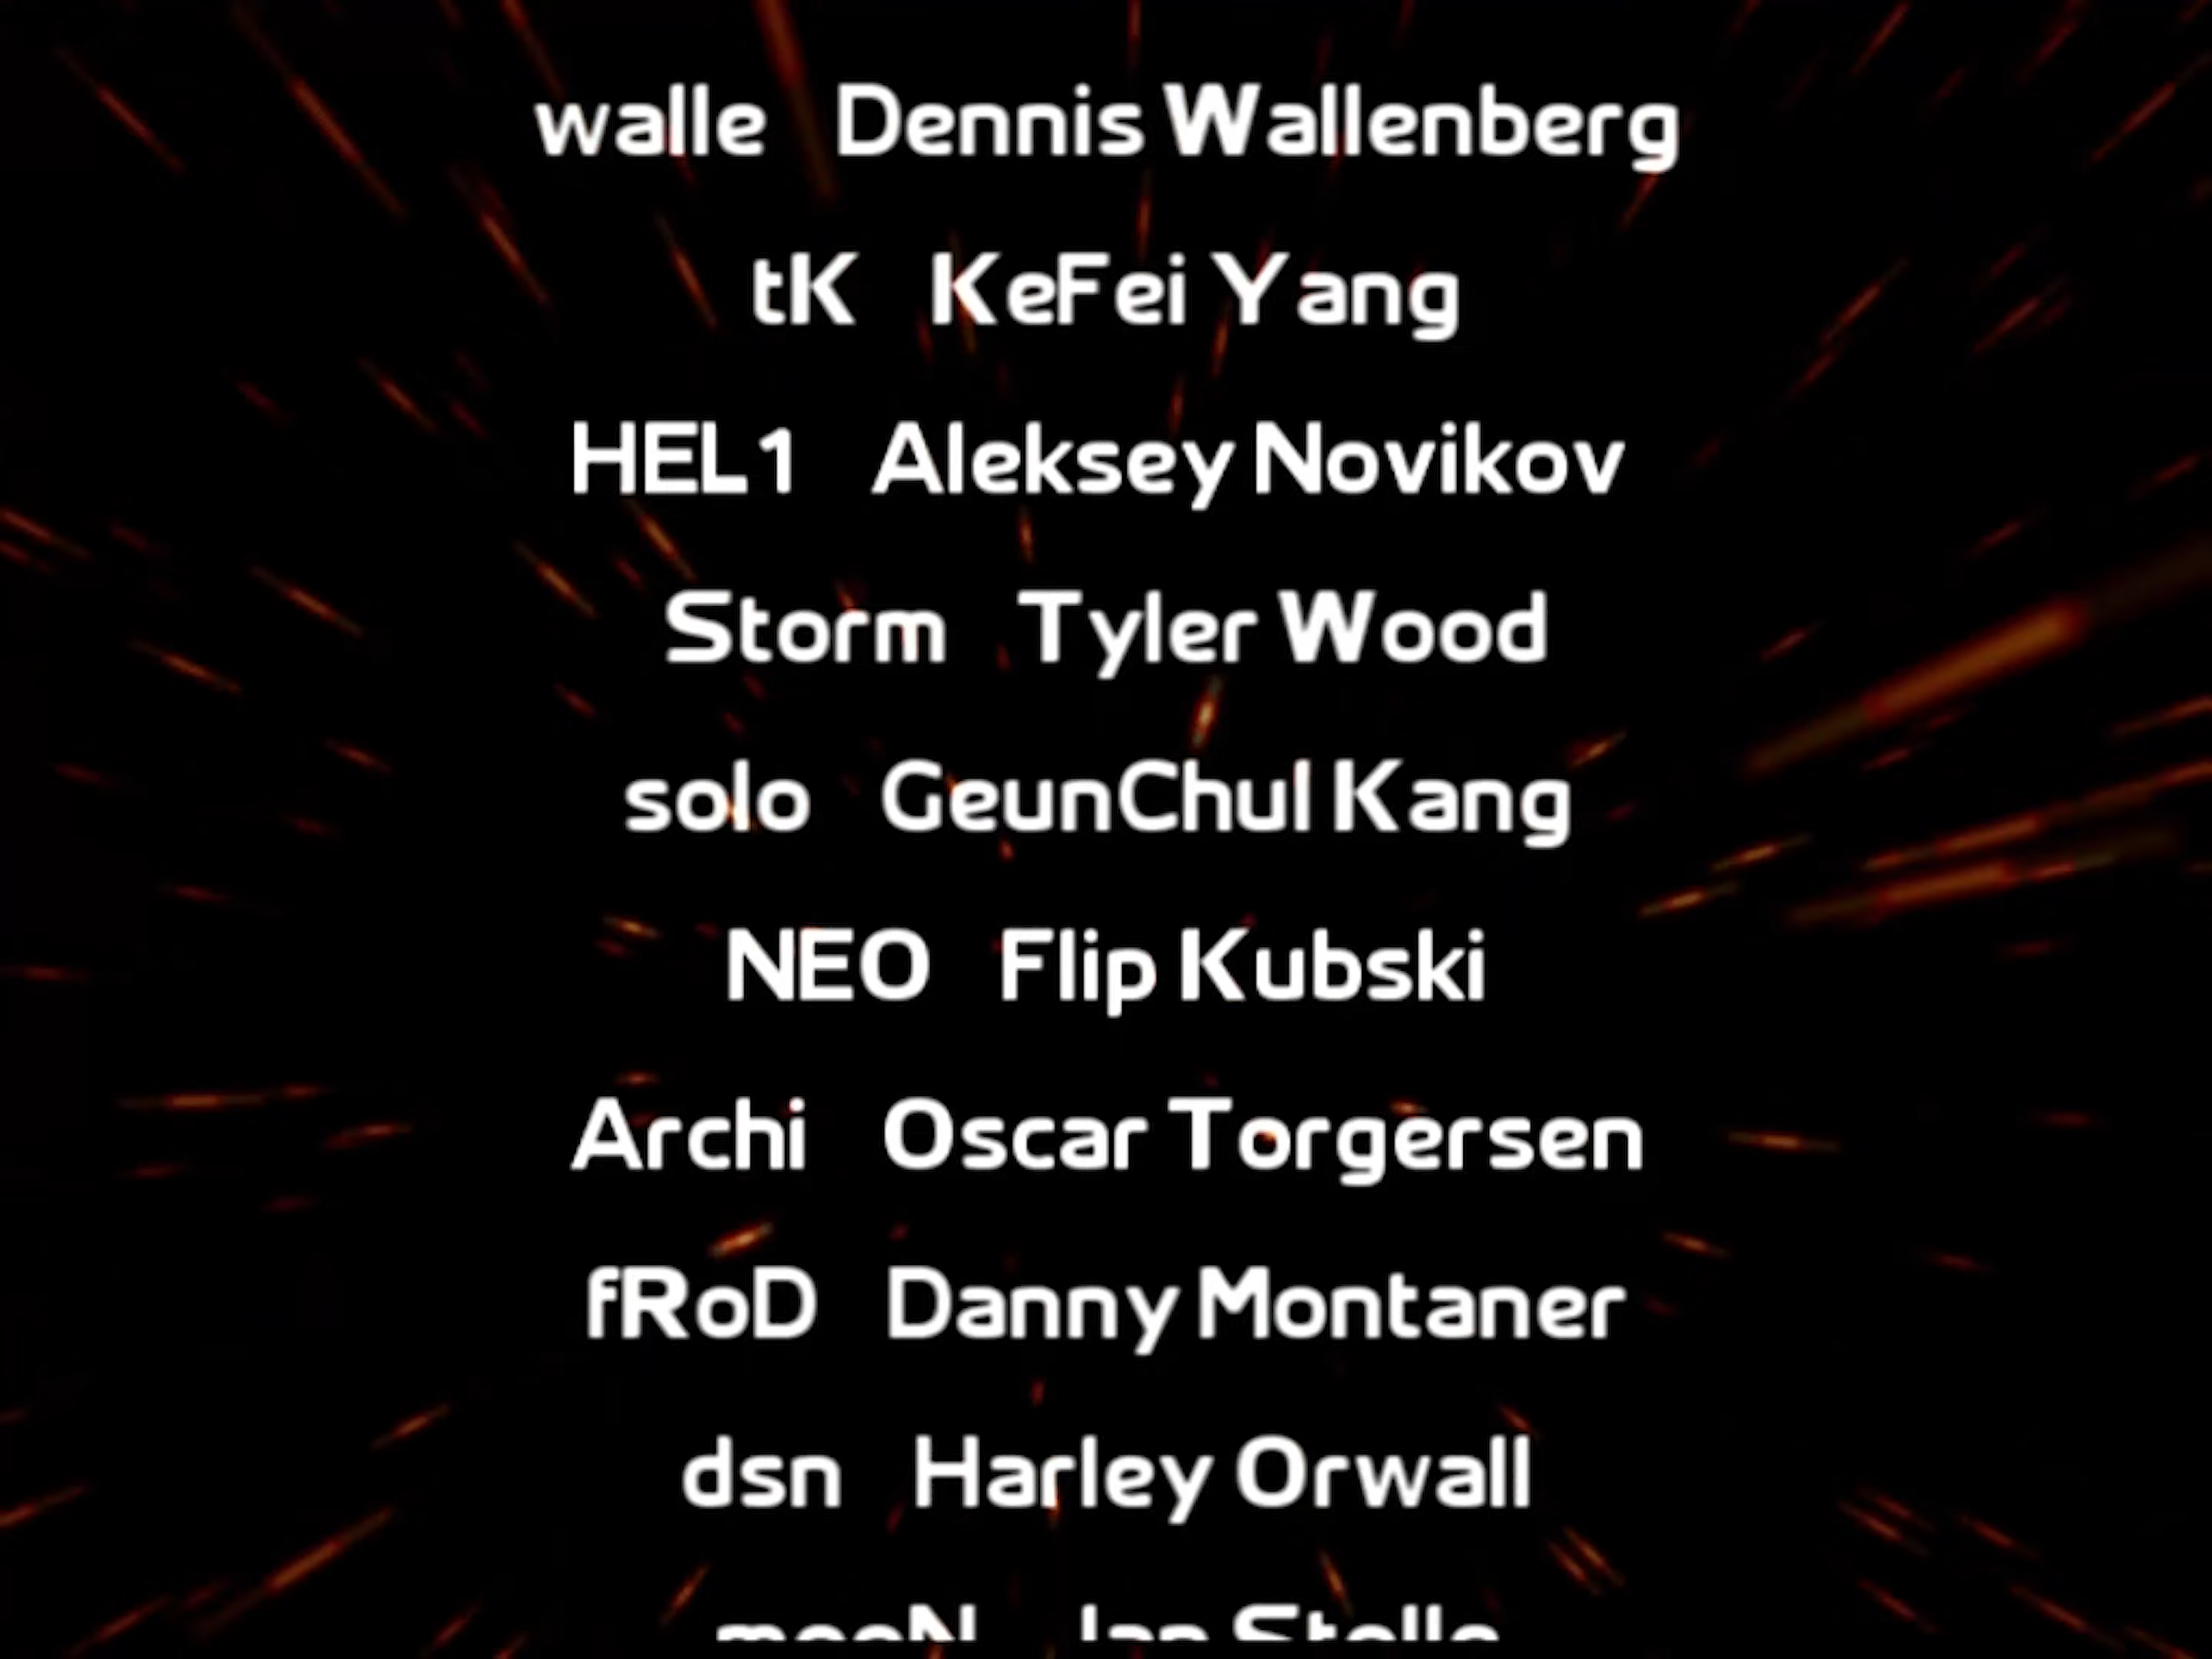 walle Dennis Wallenberg
tK KeFei Yang
HEL1 Aleksey Novikov
Storm Tyler Wood
solo GeunChul Kang
NEO Flip Kubski
Archi Oscar Torgersen
fRoD Danny Montaner
dsn Harley Orwall